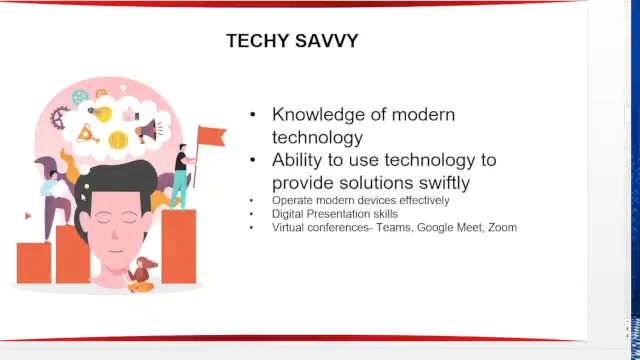 TECHY SAVVY
• Knowledge of modern
technology
• Ability to use technology to
provide solutions swiftly
• Operate modern devices effectively
• Digital Presentation skills
• Virtual conferences- Teams, Google Meet, Zoom